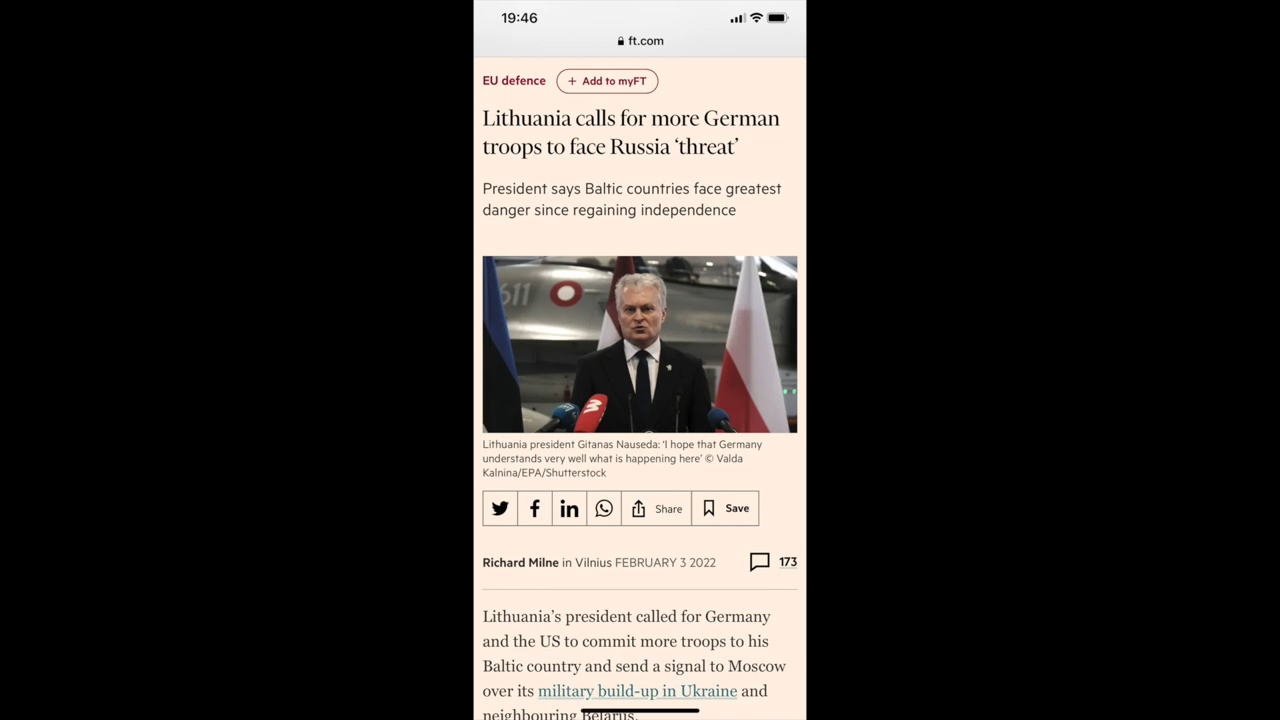 19:46
ft.com
EU defence + Add to myFT
Lithuania calls for more German
troops to face Russia ‘threat’
President says Baltic countries face greatest
danger since regaining independence
611
Lithuania president Gitanas Nauseda: ‘I hope that Germany
understands very well what is happening here’ © Valda
Kalnina/EPA/Shutterstock
Share Save
Richard Milne in Vilnius FEBRUARY 3 2022 173
Lithuania’s president called for Germany
and the US to commit more troops to his
Baltic country and send a signal to Moscow
over its military build-up in Ukraine and
neighbouring Belarus.